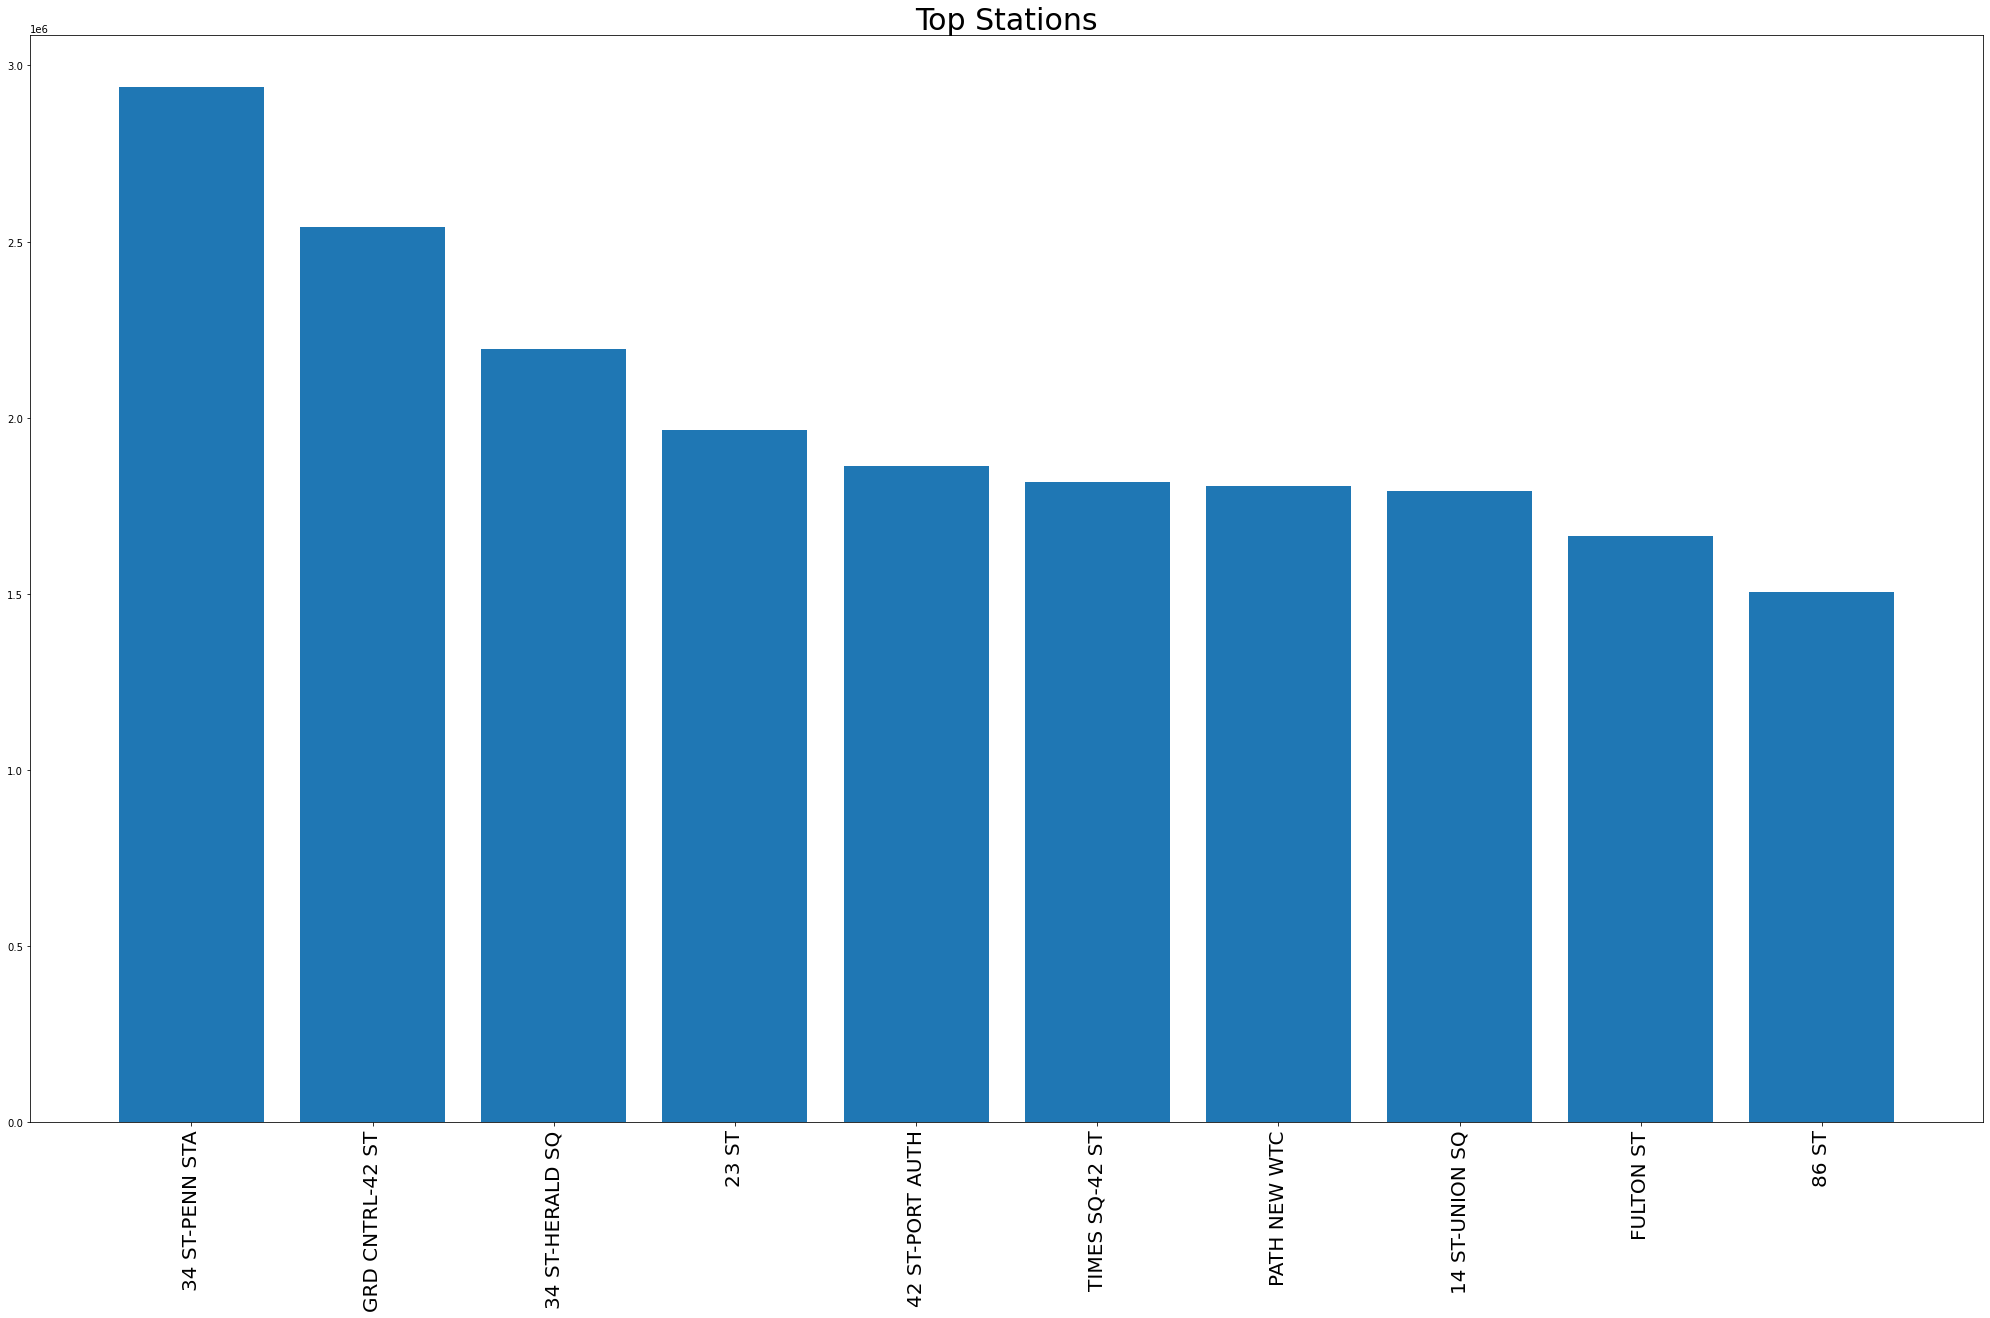 Top Stations
1e6
3.0
2.5
2.0
1.5
1.0
0.5
0.0
34 ST-PENN STA
GRD CNTRL-42 ST
34 ST-HERALD SQ
23 ST
42 ST-PORT AUTH
TIMES SQ-42 ST
PATH NEW WTC
14 ST-UNION SQ
FULTON ST
86 ST